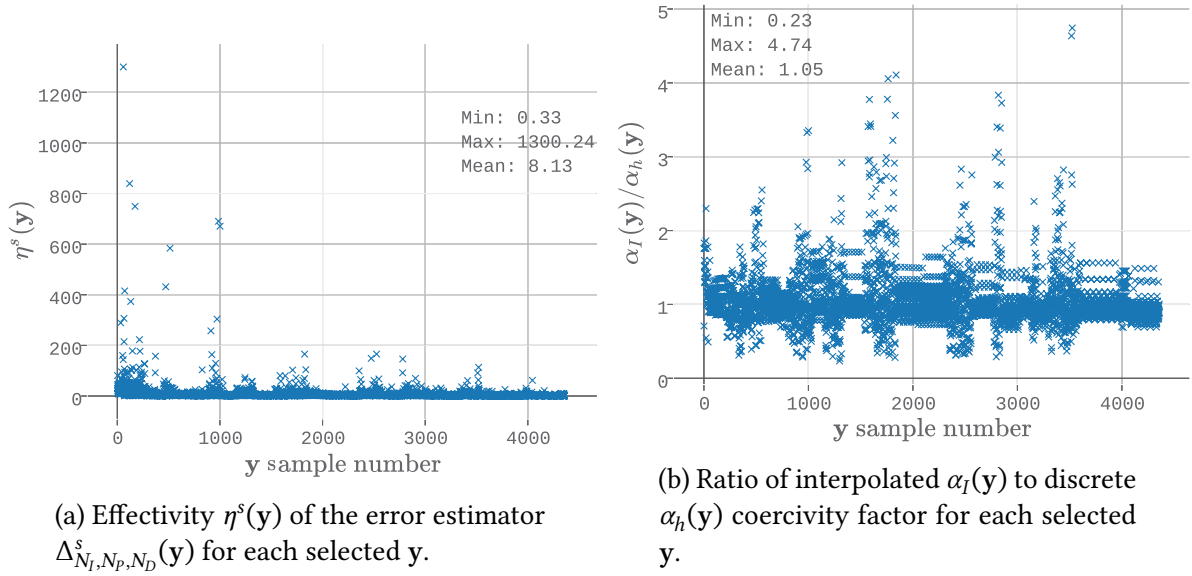 1200
1000
800
600
400
200
0
ηˢ(y)
Min: 0.33
Max: 1300.24
Mean: 8.13
0 1000 2000 3000 4000
y sample number
(a) Effectivity ηˢ(y) of the error estimator
Δˢ_{N_I,N_P,N_D}(y) for each selected y.
5
4
3
2
1
0
α_I(y)/α_h(y)
Min: 0.23
Max: 4.74
Mean: 1.05
0 1000 2000 3000 4000
y sample number
(b) Ratio of interpolated α_I(y) to discrete
α_h(y) coercivity factor for each selected
y.